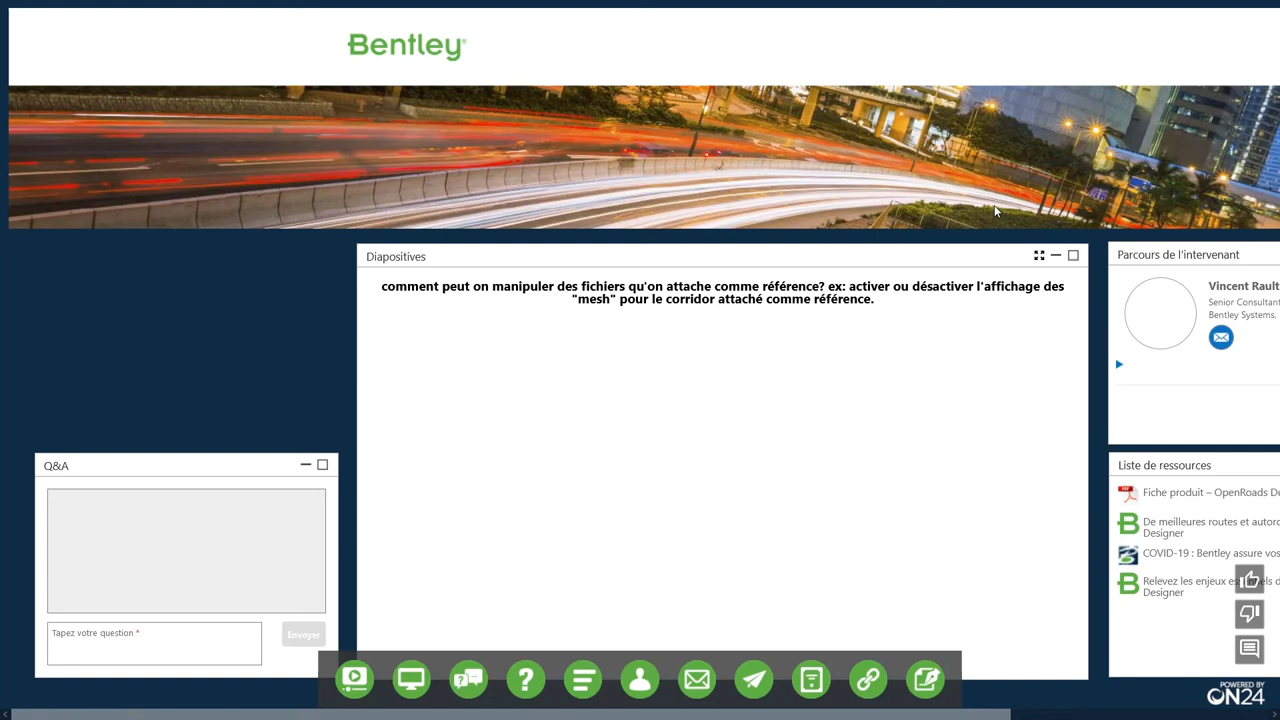 Bentley
Diapositives
comment peut on manipuler des fichiers qu'on attache comme référence? ex: activer ou désactiver l'affichage des
"mesh" pour le corridor attaché comme référence.
Parcours de l'intervenant
Vincent Rault
Senior Consultant
Bentley Systems,
Q&A
Tapez votre question *
Envoyer
Liste de ressources
Fiche produit – OpenRoads De
De meilleures routes et autoro
Designer
COVID-19 : Bentley assure vos
Relevez les enjeux essentiels d
Designer
POWERED BY
ON24